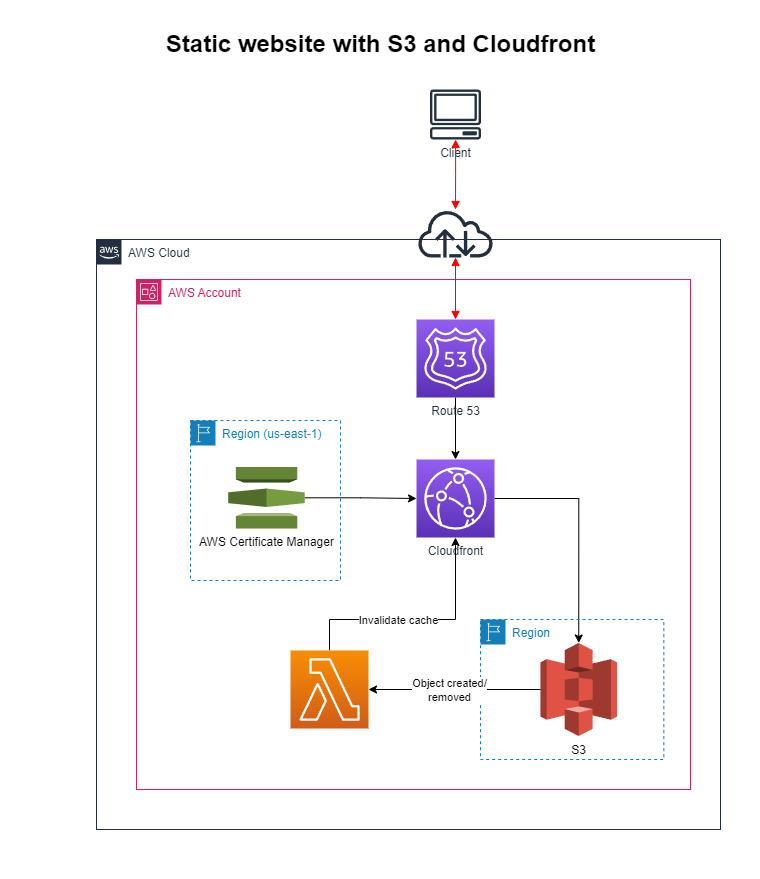 Static website with S3 and Cloudfront
Client
aws
AWS Cloud
AWS Account
53
Route 53
Region (us-east-1)
AWS Certificate Manager
Cloudfront
Invalidate cache
Region
Object created/
removed
S3